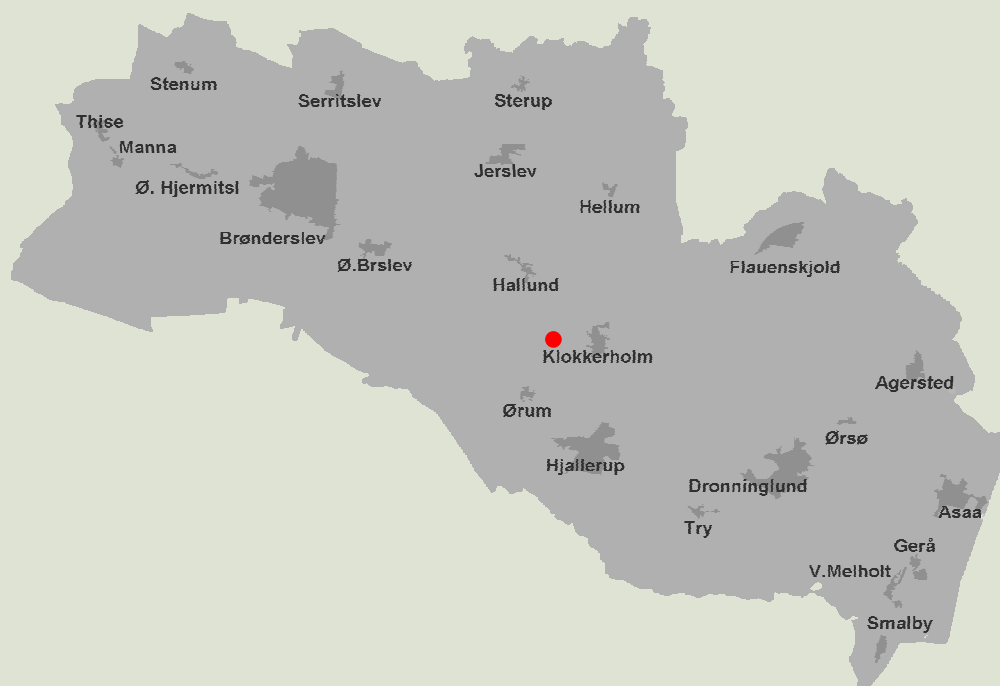 Stenum
Serritslev
Sterup
Thise
Manna
Jerslev
Ø. Hjermitsl
Hellum
Brønderslev
Ø.Brslev
Flauenskjold
Hallund
Klokkerholm
Agersted
Ørum
Ørsø
Hjallerup
Dronninglund
Asaa
Try
Gerå
V.Melholt
Smalby